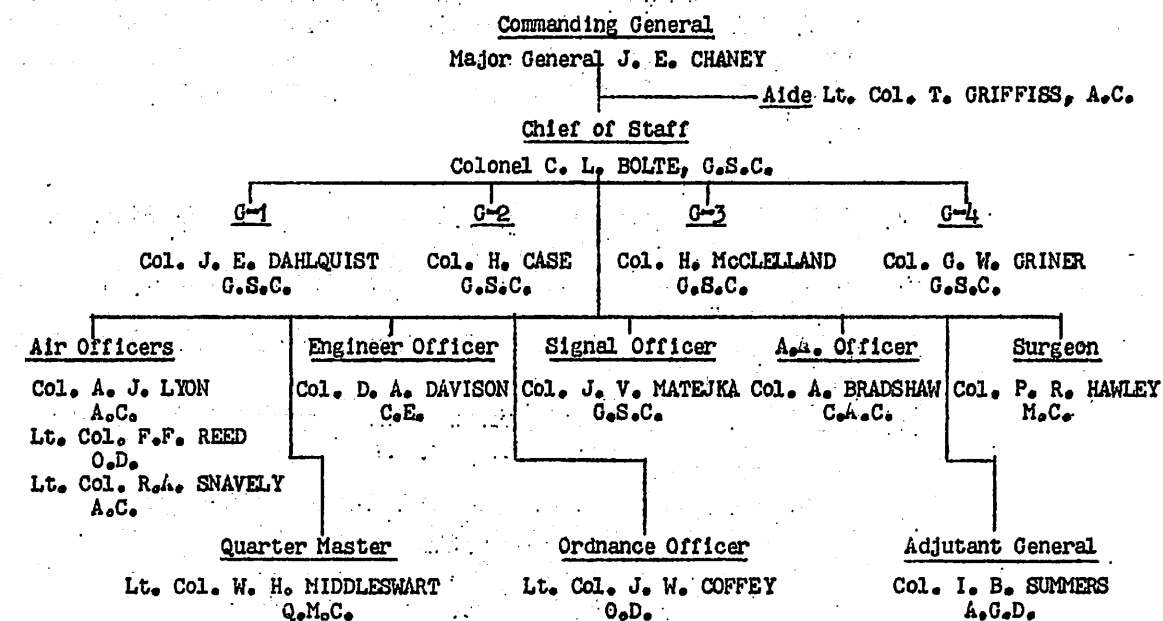 Commanding General
Major General J. E. CHANEY
Aide Lt. Col. T. GRIFFISS, A.C.
Chief of Staff
Colonel C. L. BOLTE, G.S.C.
G-1 G-2 G-3 G-4
Col. J. E. DAHLQUIST Col. H. CASE Col. H. McCLELLAND Col. G. W. GRINER
G.S.C. G.S.C. G.S.C. G.S.C.
Air Officers Engineer Officer Signal Officer A.A. Officer Surgeon
Col. A. J. LYON Col. D. A. DAVISON Col. J. V. MATEJKA Col. A. BRADSHAW Col. P. R. HAWLEY
A.C. C.E. G.S.C. C.A.C. M.C.
Lt. Col. F.F. REED
O.D.
Lt. Col. R.A. SNAVELY
A.C.
Quarter Master Ordnance Officer Adjutant General
Lt. Col. W. H. MIDDLESWART Lt. Col. J. W. COFFEY Col. I. B. SUMMERS
Q.M.C. O.D. A.G.D.